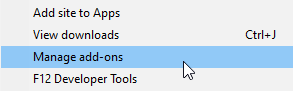 Add site to Apps
View downloads Ctrl+J
Manage add-ons
F12 Developer Tools